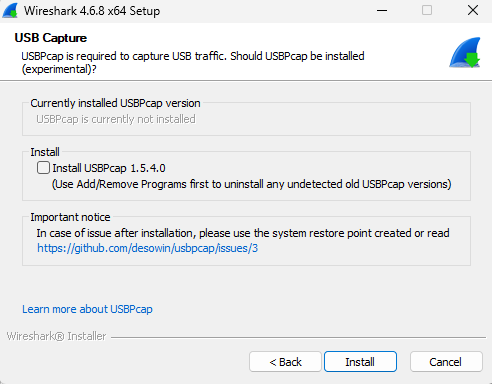 Wireshark 4.6.8 x64 Setup
USB Capture
USBPcap is required to capture USB traffic. Should USBPcap be installed
(experimental)?
Currently installed USBPcap version
USBPcap is currently not installed
Install
Install USBPcap 1.5.4.0
(Use Add/Remove Programs first to uninstall any undetected old USBPcap versions)
Important notice
In case of issue after installation, please use the system restore point created or read
https://github.com/desowin/usbpcap/issues/3
Learn more about USBPcap
Wireshark® Installer
< Back
Install
Cancel